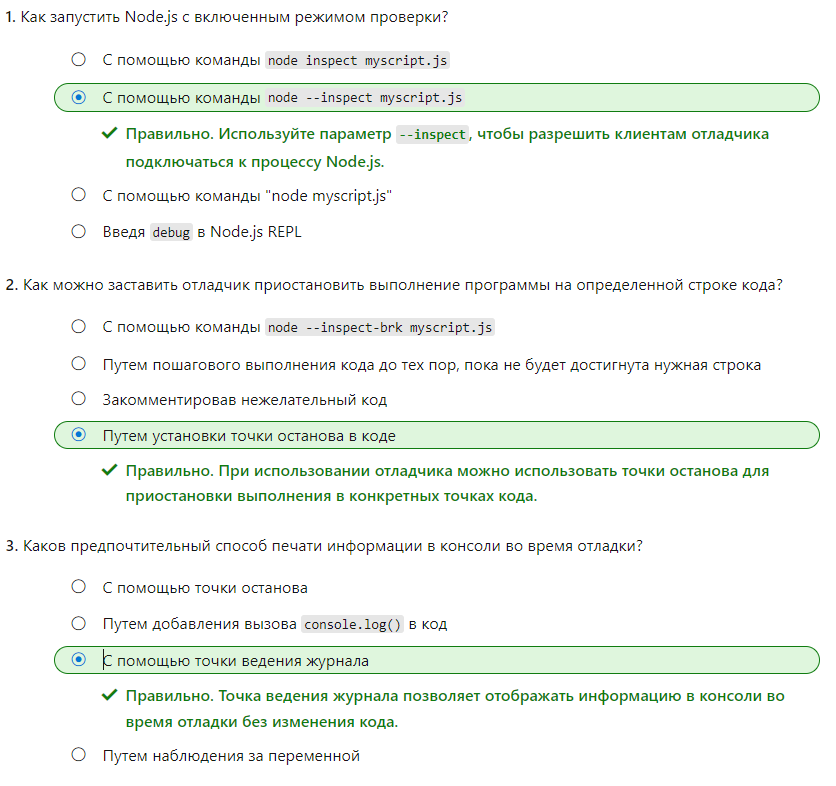 1. Как запустить Node.js с включенным режимом проверки?
С помощью команды node inspect myscript.js
С помощью команды node --inspect myscript.js
Правильно. Используйте параметр --inspect, чтобы разрешить клиентам отладчика
подключаться к процессу Node.js.
С помощью команды "node myscript.js"
Введя debug в Node.js REPL
2. Как можно заставить отладчик приостановить выполнение программы на определенной строке кода?
С помощью команды node --inspect-brk myscript.js
Путем пошагового выполнения кода до тех пор, пока не будет достигнута нужная строка
Закомментировав нежелательный код
Путем установки точки останова в коде
Правильно. При использовании отладчика можно использовать точки останова для
приостановки выполнения в конкретных точках кода.
3. Каков предпочтительный способ печати информации в консоли во время отладки?
С помощью точки останова
Путем добавления вызова console.log() в код
С помощью точки ведения журнала
Правильно. Точка ведения журнала позволяет отображать информацию в консоли во
время отладки без изменения кода.
Путем наблюдения за переменной